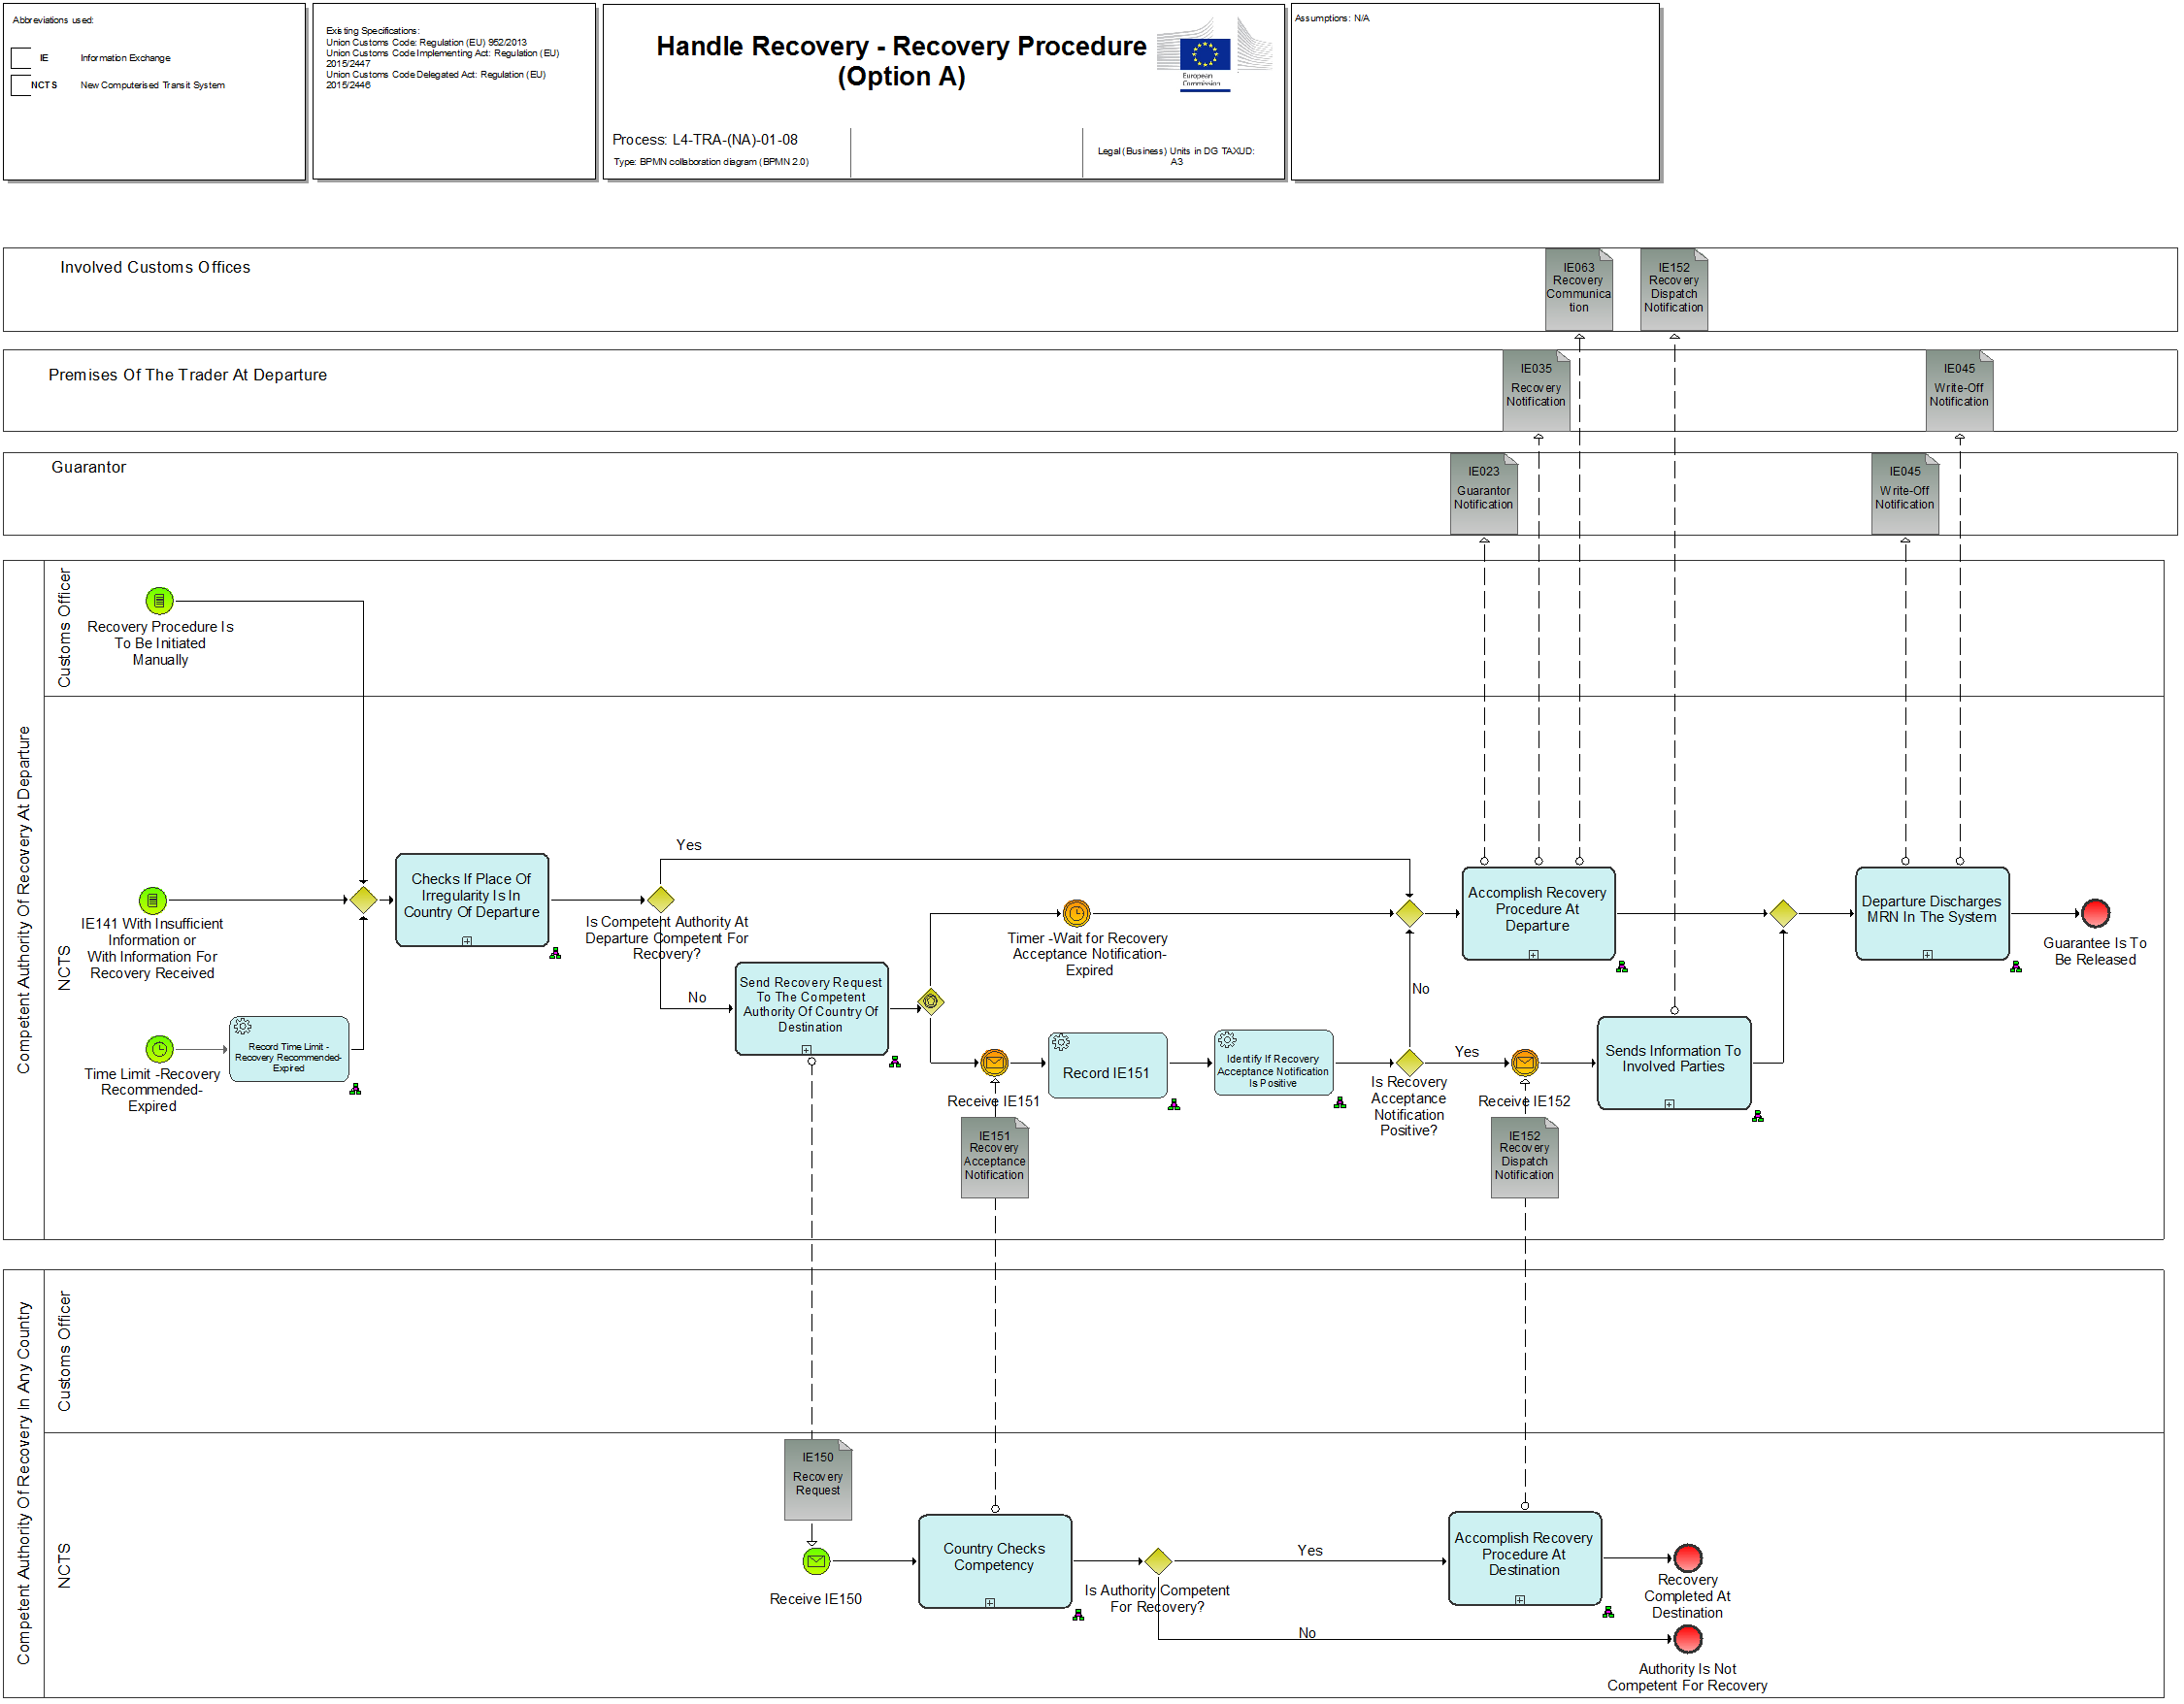 Abbreviations used:
IE Information Exchange
NCTS New Computerised Transit System
Existing Specifications:
Union Customs Code: Regulation (EU) 952/2013
Union Customs Code Implementing Act: Regulation (EU)
2015/2447
Union Customs Code Delegated Act: Regulation (EU)
2015/2446
Handle Recovery - Recovery Procedure
(Option A)
European
Commission
Process: L4-TRA-(NA)-01-08
Type: BPMN collaboration diagram (BPMN 2.0)
Legal (Business) Units in DG TAXUD:
A3
Assumptions: N/A
Involved Customs Offices
IE063
Recovery
Communica
tion
IE152
Recovery
Dispatch
Notification
Premises Of The Trader At Departure
IE035
Recovery
Notification
IE045
Write-Off
Notification
Guarantor
IE023
Guarantor
Notification
IE045
Write-Off
Notification
Competent Authority Of Recovery At Departure
Customs Officer
Recovery Procedure Is
To Be Initiated
Manually
NCTS
IE141 With Insufficient
Information or
With Information For
Recovery Received
Time Limit -Recovery
Recommended-
Expired
Record Time Limit -
Recovery Recommended-
Expired
Checks If Place Of
Irregularity Is In
Country Of Departure
Is Competent Authority At
Departure Competent For
Recovery?
Yes
No
Send Recovery Request
To The Competent
Authority Of Country Of
Destination
Timer -Wait for Recovery
Acceptance Notification-
Expired
Receive IE151
IE151
Recovery
Acceptance
Notification
Record IE151
Identify If Recovery
Acceptance Notification
Is Positive
Is Recovery
Acceptance
Notification
Positive?
No
Yes
Receive IE152
IE152
Recovery
Dispatch
Notification
Accomplish Recovery
Procedure At
Departure
Sends Information To
Involved Parties
Departure Discharges
MRN In The System
Guarantee Is To
Be Released
Competent Authority Of Recovery In Any Country
Customs Officer
NCTS
IE150
Recovery
Request
Receive IE150
Country Checks
Competency
Is Authority Competent
For Recovery?
Yes
No
Accomplish Recovery
Procedure At
Destination
Recovery
Completed At
Destination
Authority Is Not
Competent For Recovery